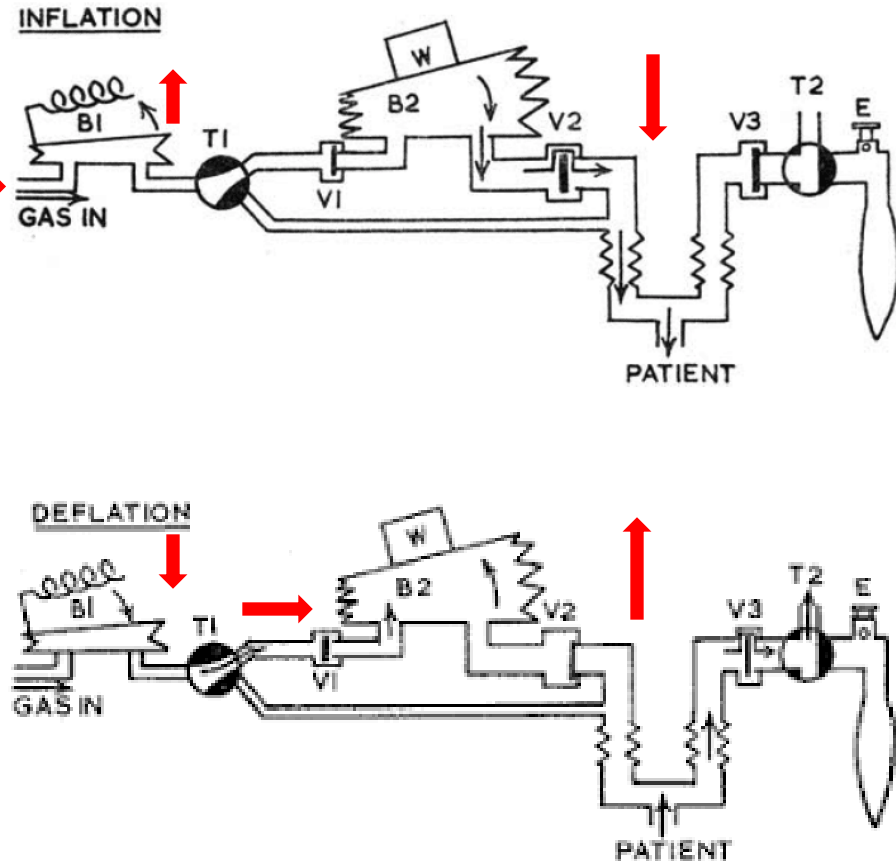 INFLATION
W
B1
B2
T1
V2
V3
T2
E
V1
GAS IN
PATIENT
DEFLATION
W
B1
B2
T1
V2
V3
T2
E
V1
GAS IN
PATIENT